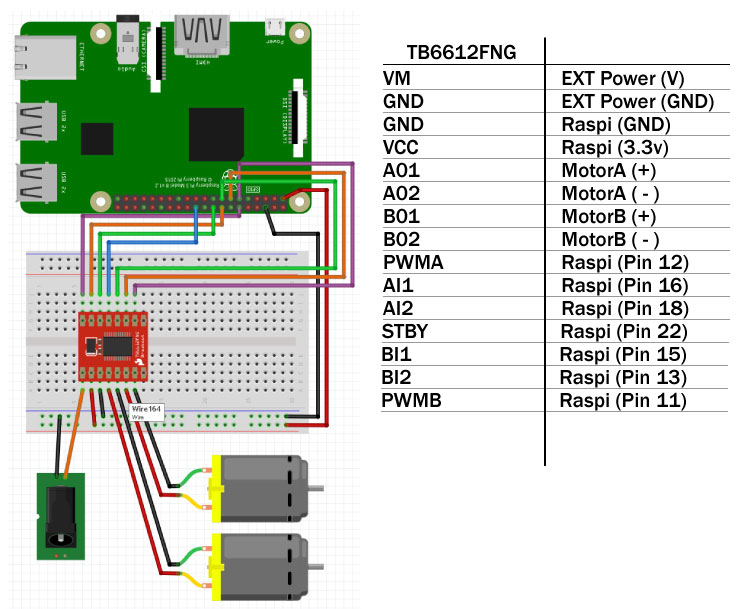 Power
HDMI
Audio
CSI (CAMERA)
ETHERNET
DSI (DISPLAY)
USB 2x
USB 2x
Raspberry Pi 3 Model B v1.2
© Raspberry Pi 2015
GPIO
Wire164
Wire
TB6612FNG
VM EXT Power (V)
GND EXT Power (GND)
GND Raspi (GND)
VCC Raspi (3.3v)
A01 MotorA (+)
A02 MotorA ( - )
B01 MotorB (+)
B02 MotorB ( - )
PWMA Raspi (Pin 12)
AI1 Raspi (Pin 16)
AI2 Raspi (Pin 18)
STBY Raspi (Pin 22)
BI1 Raspi (Pin 15)
BI2 Raspi (Pin 13)
PWMB Raspi (Pin 11)